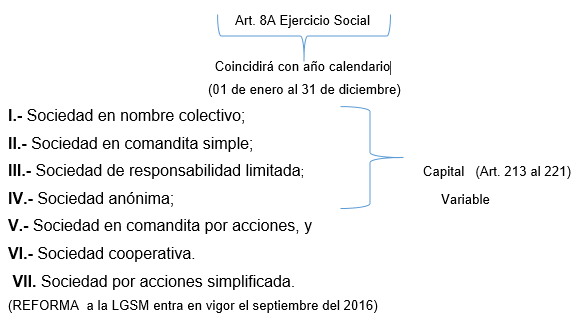 Art. 8A Ejercicio Social
Coincidirá con año calendario
(01 de enero al 31 de diciembre)
I.- Sociedad en nombre colectivo;
II.- Sociedad en comandita simple;
III.- Sociedad de responsabilidad limitada;
IV.- Sociedad anónima;
V.- Sociedad en comandita por acciones, y
VI.- Sociedad cooperativa.
VII. Sociedad por acciones simplificada.
(REFORMA a la LGSM entra en vigor el septiembre del 2016)
Capital (Art. 213 al 221)
Variable